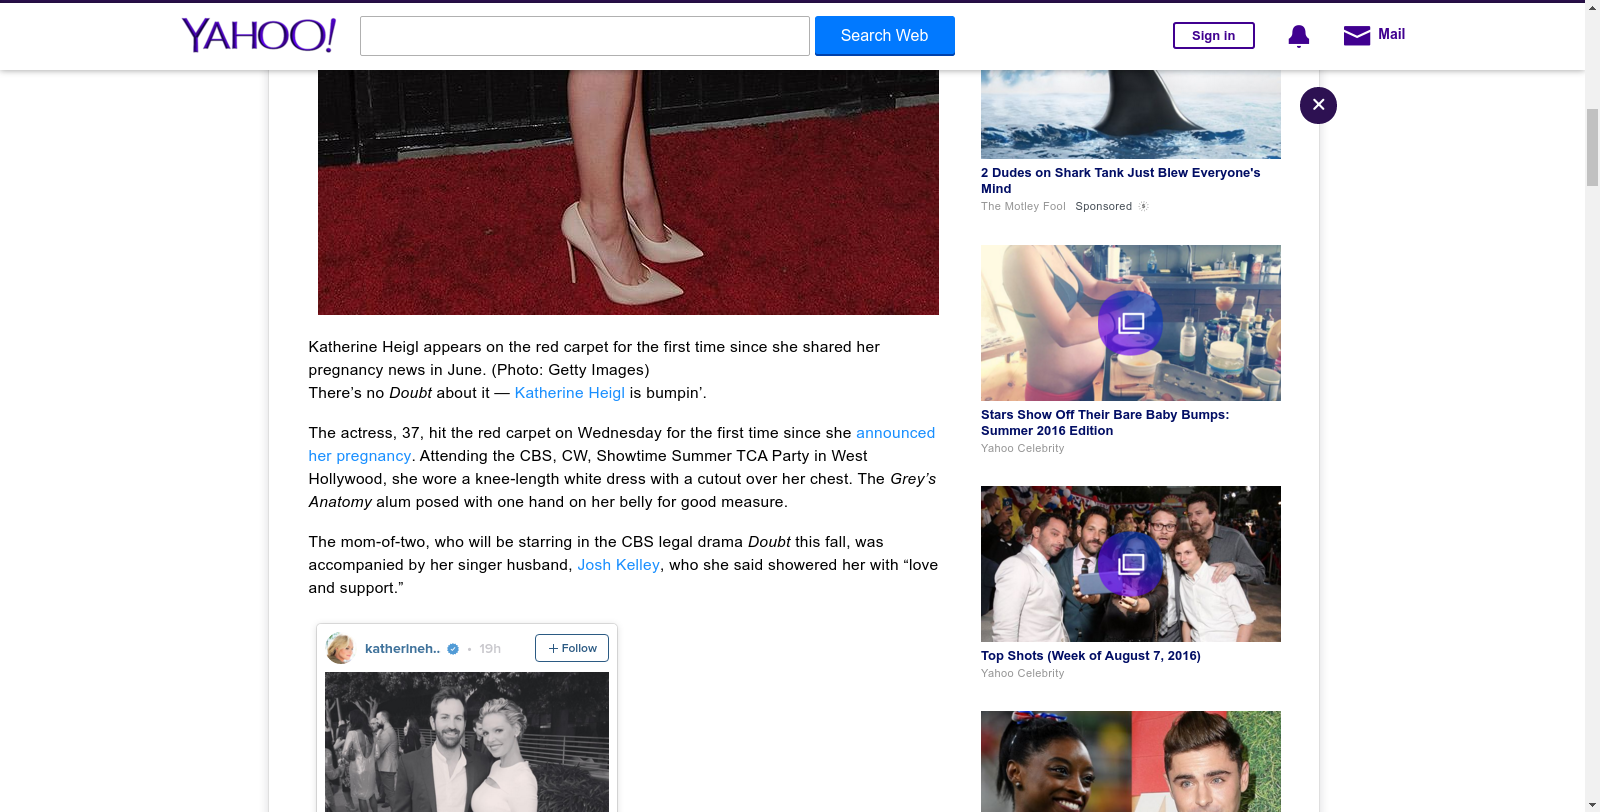 YAHOO!
Search Web
Sign in
Mail
2 Dudes on Shark Tank Just Blew Everyone's
Mind
The Motley Fool Sponsored
Stars Show Off Their Bare Baby Bumps:
Summer 2016 Edition
Yahoo Celebrity
Top Shots (Week of August 7, 2016)
Yahoo Celebrity
Katherine Heigl appears on the red carpet for the first time since she shared her
pregnancy news in June. (Photo: Getty Images)
There’s no Doubt about it — Katherine Heigl is bumpin’.
The actress, 37, hit the red carpet on Wednesday for the first time since she announced
her pregnancy. Attending the CBS, CW, Showtime Summer TCA Party in West
Hollywood, she wore a knee-length white dress with a cutout over her chest. The Grey’s
Anatomy alum posed with one hand on her belly for good measure.
The mom-of-two, who will be starring in the CBS legal drama Doubt this fall, was
accompanied by her singer husband, Josh Kelley, who she said showered her with “love
and support.”
katherineh.. • 19h
+ Follow